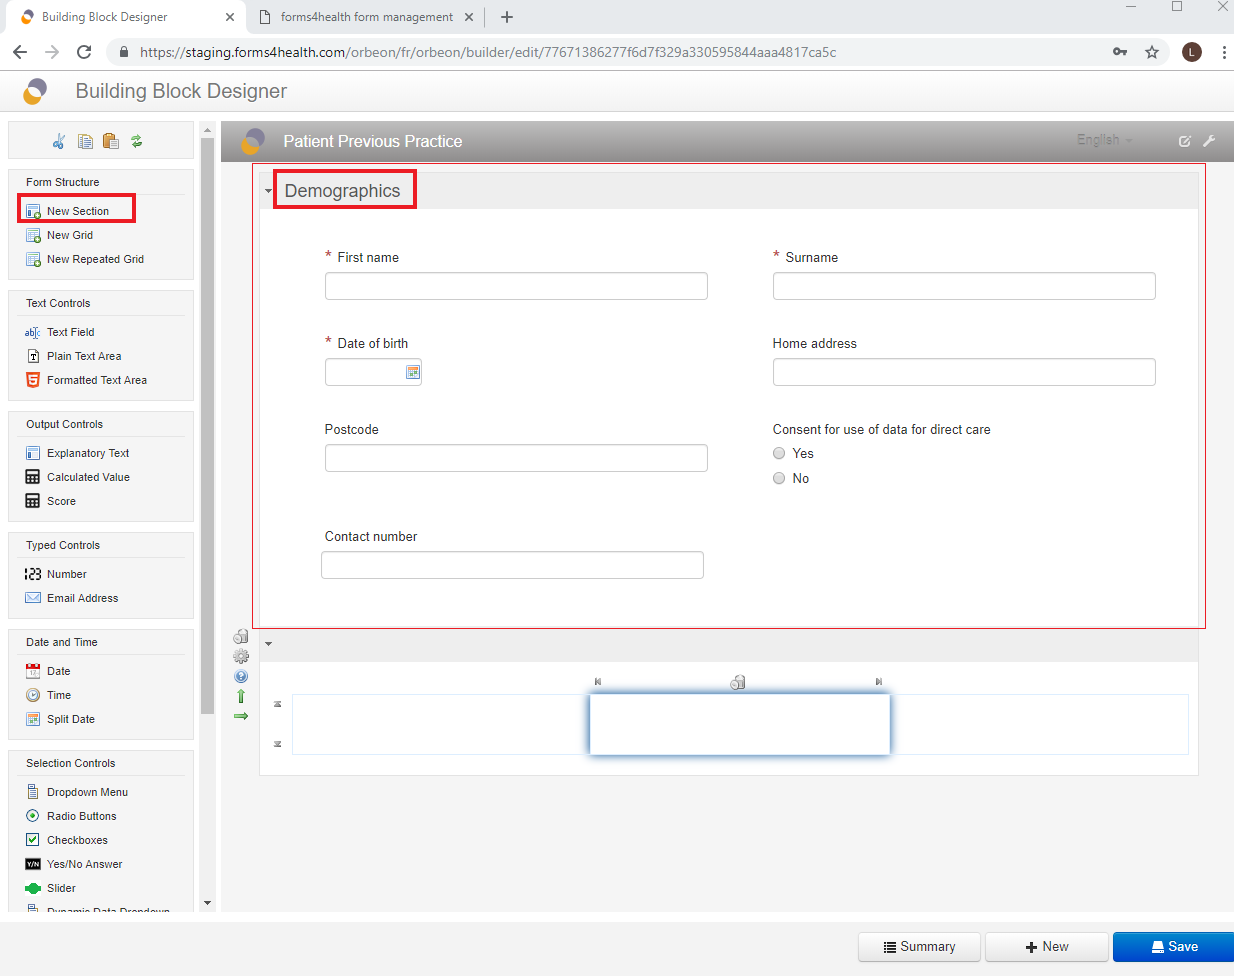 Building Block Designer
forms4health form management
https://staging.forms4health.com/orbeon/fr/orbeon/builder/edit/77671386277f6d7f329a330595844aaa4817ca5c
L
Building Block Designer
Patient Previous Practice
English
Form Structure
New Section
New Grid
New Repeated Grid
Text Controls
Text Field
Plain Text Area
Formatted Text Area
Output Controls
Explanatory Text
Calculated Value
Score
Typed Controls
123 Number
Email Address
Date and Time
Date
Time
Split Date
Selection Controls
Dropdown Menu
Radio Buttons
Checkboxes
Y/N Yes/No Answer
Slider
Dynamic Data Dropdown
Demographics
* First name
* Surname
* Date of birth
Home address
Postcode
Consent for use of data for direct care
Yes
No
Contact number
Summary
New
Save